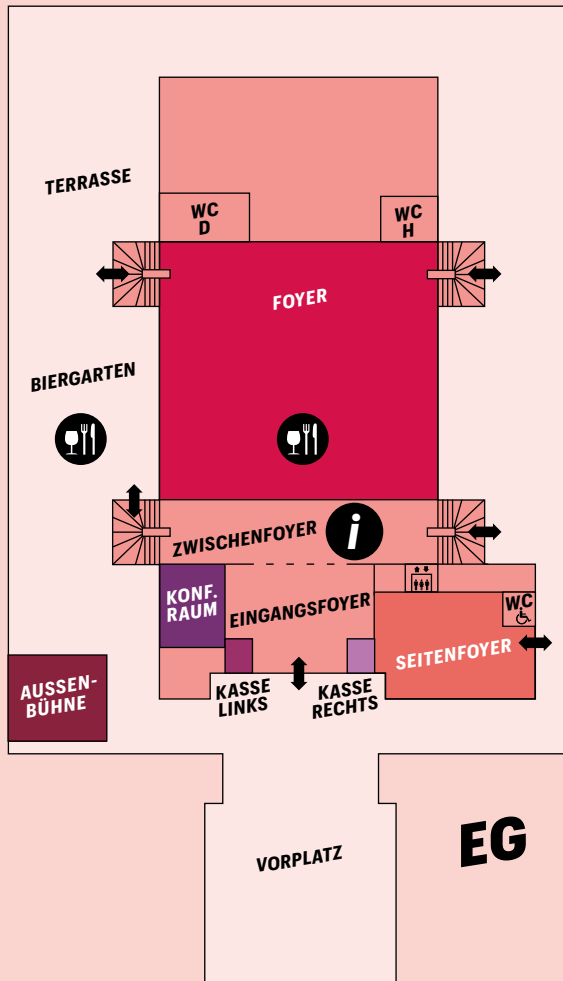 TERRASSE
WC
D
WC
H
FOYER
BIERGARTEN
ZWISCHENFOYER
i
KONF.
RAUM
EINGANGSFOYER
WC
SEITENFOYER
AUSSEN-
BÜHNE
KASSE
LINKS
KASSE
RECHTS
VORPLATZ
EG